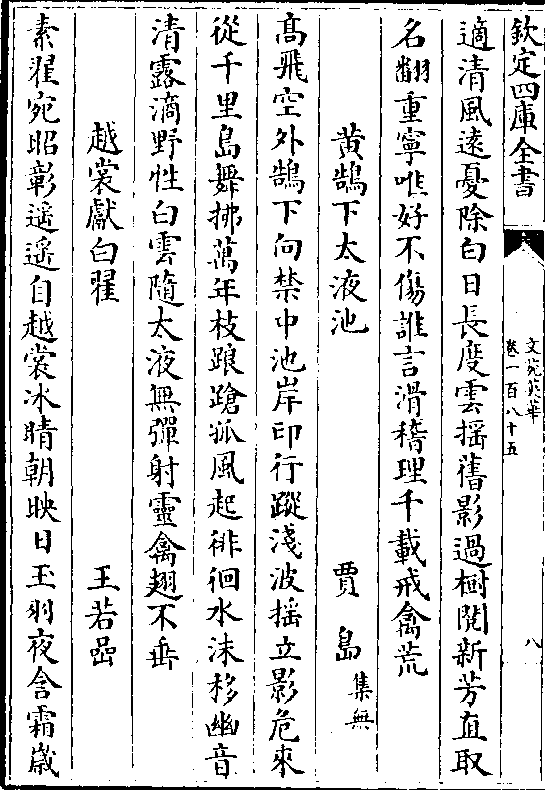 欽定四庫全書
文苑英華
卷一百八十五
八
適清風逺憂除白日長度雲揺舊影過樹閲新芳直取
名翻重寧唯好不傷誰言滑稽理千載戒禽荒
黄鵠下太液池 賈島集無
髙飛空外鵠下向禁中池岸印行蹤淺波揺立影危來
從千里島舞拂萬年枝踉蹌孤風起徘徊水沫移幽音
清露滴野性白雲隨太液無彈射靈禽翅不垂
越裳獻白翟 王若嵒
素翟宛昭彰遥遥自越裳冰晴朝映日玉羽夜含霜嵗